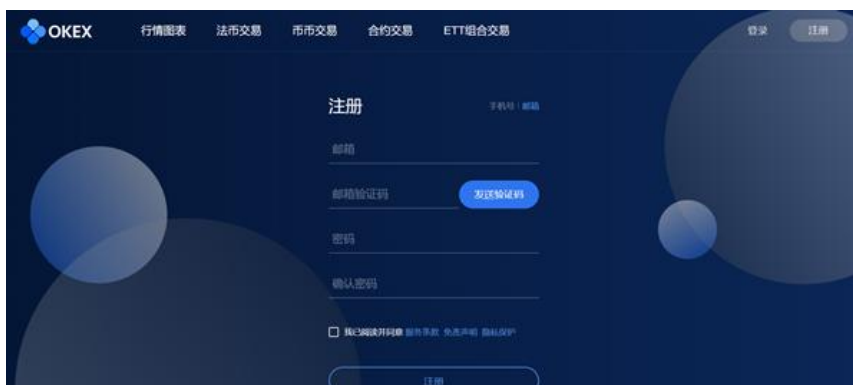 OKEX 行情图表 法币交易 币币交易 合约交易 ETT组合交易 登录 注册
注册 手机号 | 邮箱
邮箱
邮箱验证码 发送验证码
密码
确认密码
我已阅读并同意 服务条款 免责声明 隐私保护
注册